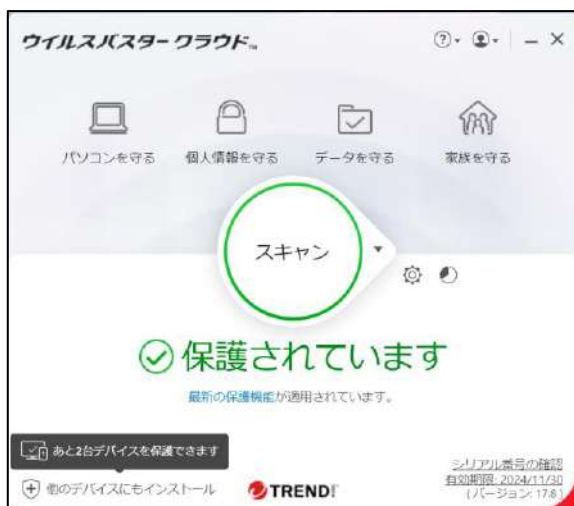 ウイルスバスター クラウド™
パソコンを守る 個人情報を守る データを守る 家族を守る
スキャン
保護されています
最新の保護機能が適用されています。
あと2台デバイスを保護できます
他のデバイスにもインストール
TREND
シリアル番号の確認
有効期限: 2024/11/30
(バージョン: 17.8)